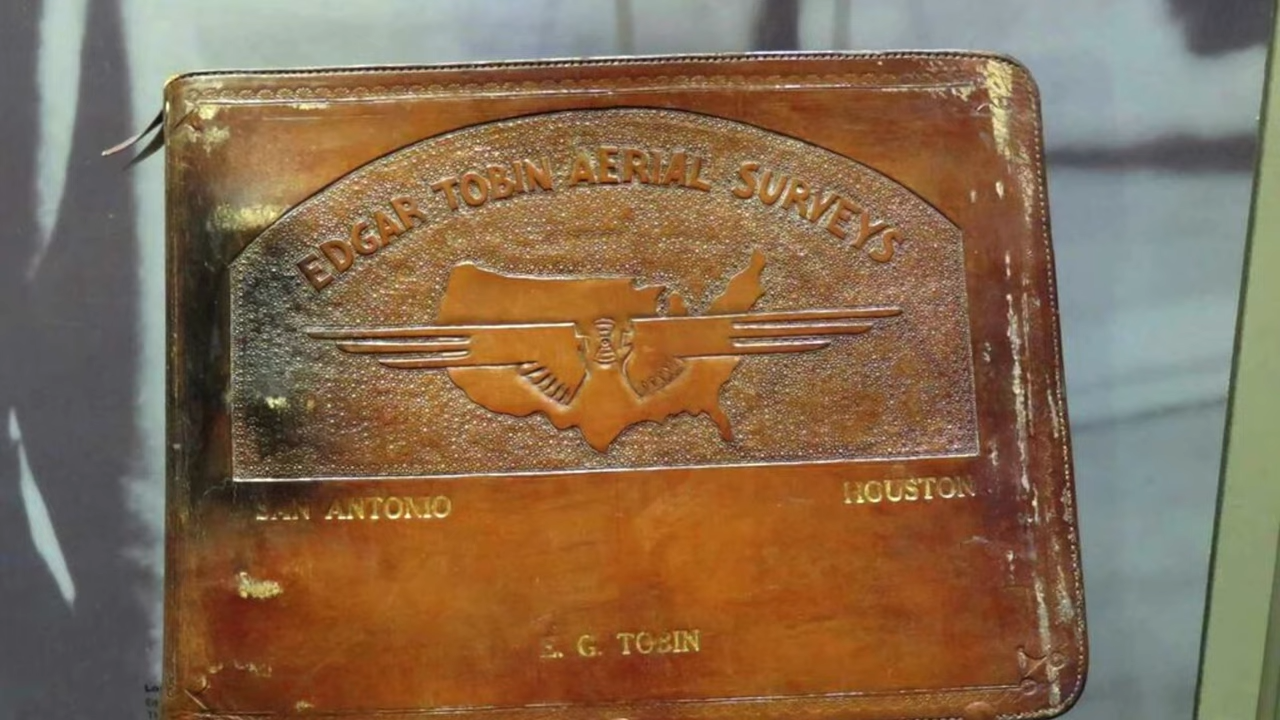 EDGAR TOBIN AERIAL SURVEYS
SAN ANTONIO HOUSTON
E. G. TOBIN